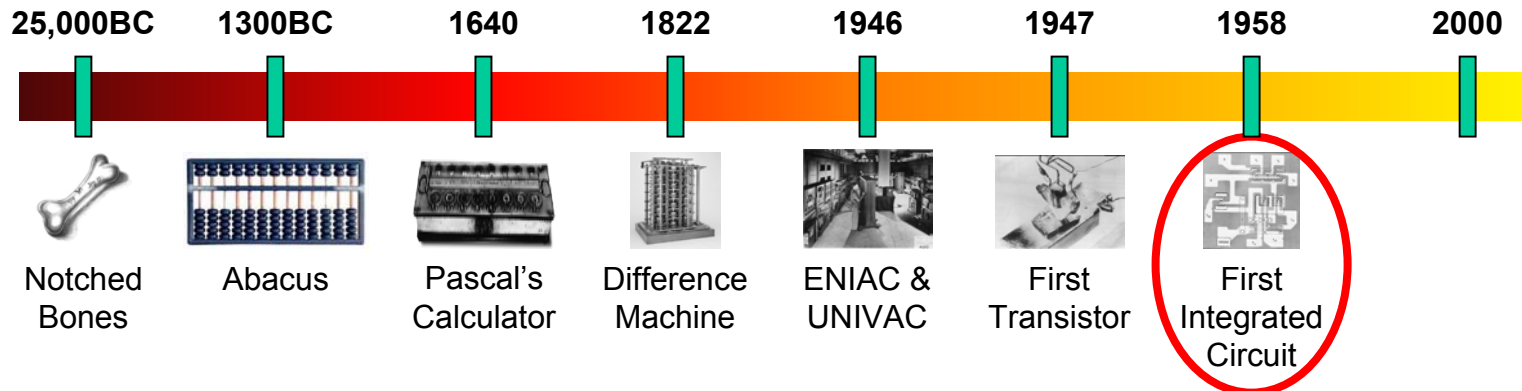 25,000BC
1300BC
1640
1822
1946
1947
1958
2000
Notched
Bones
Abacus
Pascal’s
Calculator
Difference
Machine
ENIAC &
UNIVAC
First
Transistor
First
Integrated
Circuit